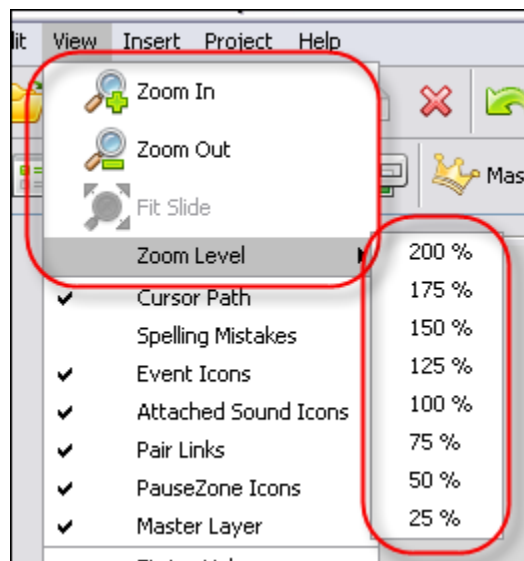 View Insert Project Help
Zoom In
Zoom Out
Mas
Fit Slide
Zoom Level
200 %
175 %
150 %
125 %
100 %
75 %
50 %
25 %
Cursor Path
Spelling Mistakes
Event Icons
Attached Sound Icons
Pair Links
PauseZone Icons
Master Layer